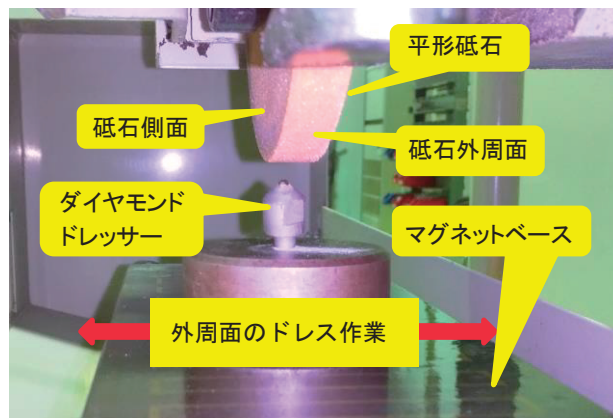 平形砥石
砥石側面
砥石外周面
ダイヤモンド
ドレッサー
マグネットベース
外周面のドレス作業